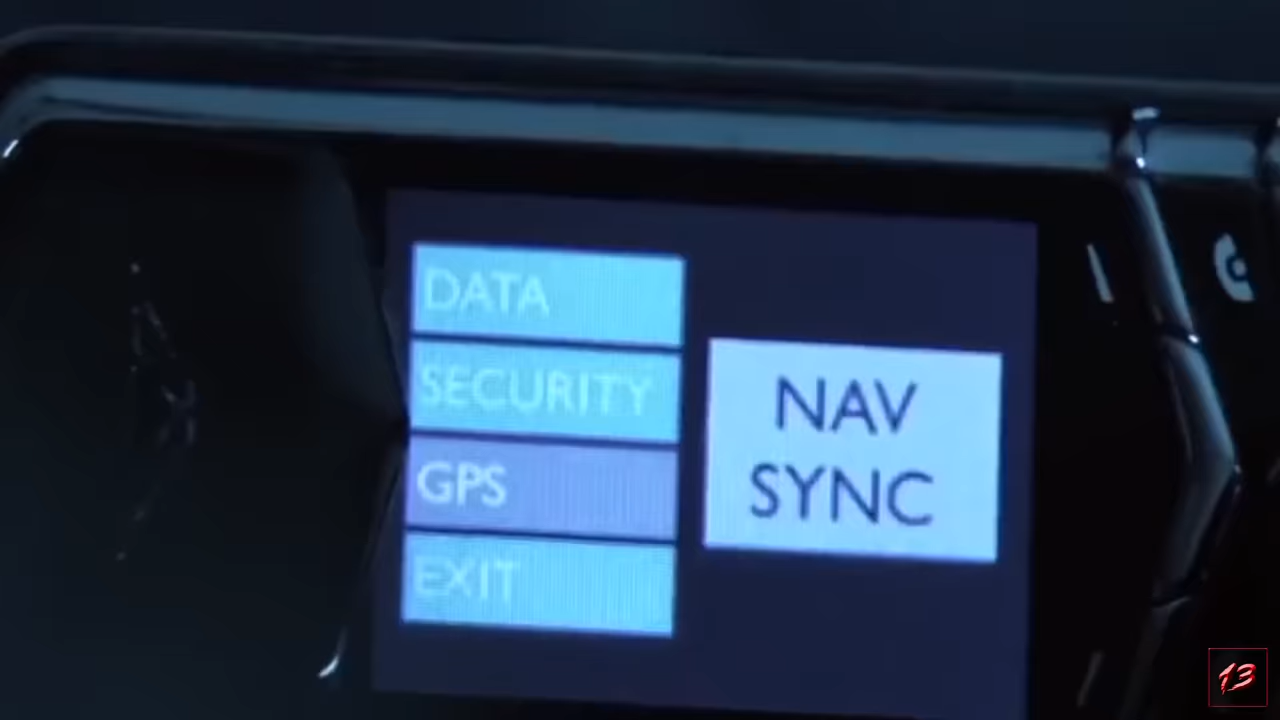 DATA
SECURITY
GPS
EXIT
NAV
SYNC
13